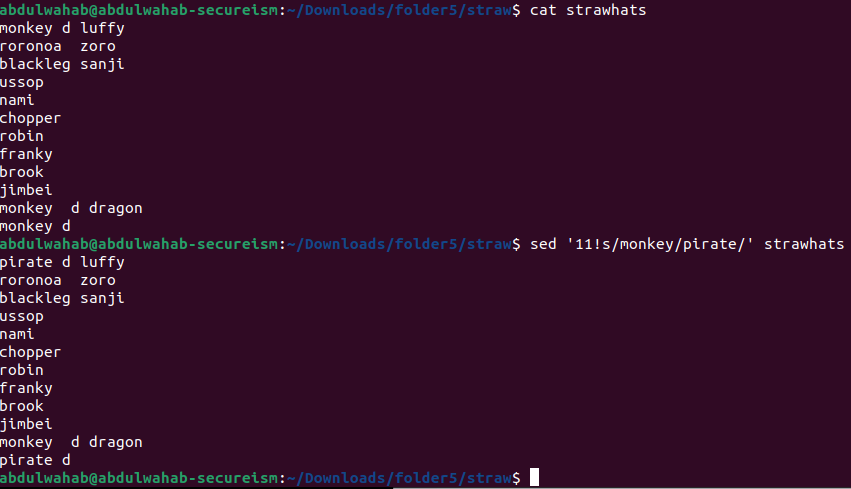 abdulwahab@abdulwahab-secureism:~/Downloads/folder5/straw$ cat strawhats
monkey d luffy
roronoa  zoro
blackleg sanji
ussop
nami
chopper
robin
franky
brook
jimbei
monkey  d dragon
monkey d
abdulwahab@abdulwahab-secureism:~/Downloads/folder5/straw$ sed '11!s/monkey/pirate/' strawhats
pirate d luffy
roronoa  zoro
blackleg sanji
ussop
nami
chopper
robin
franky
brook
jimbei
monkey  d dragon
pirate d
abdulwahab@abdulwahab-secureism:~/Downloads/folder5/straw$